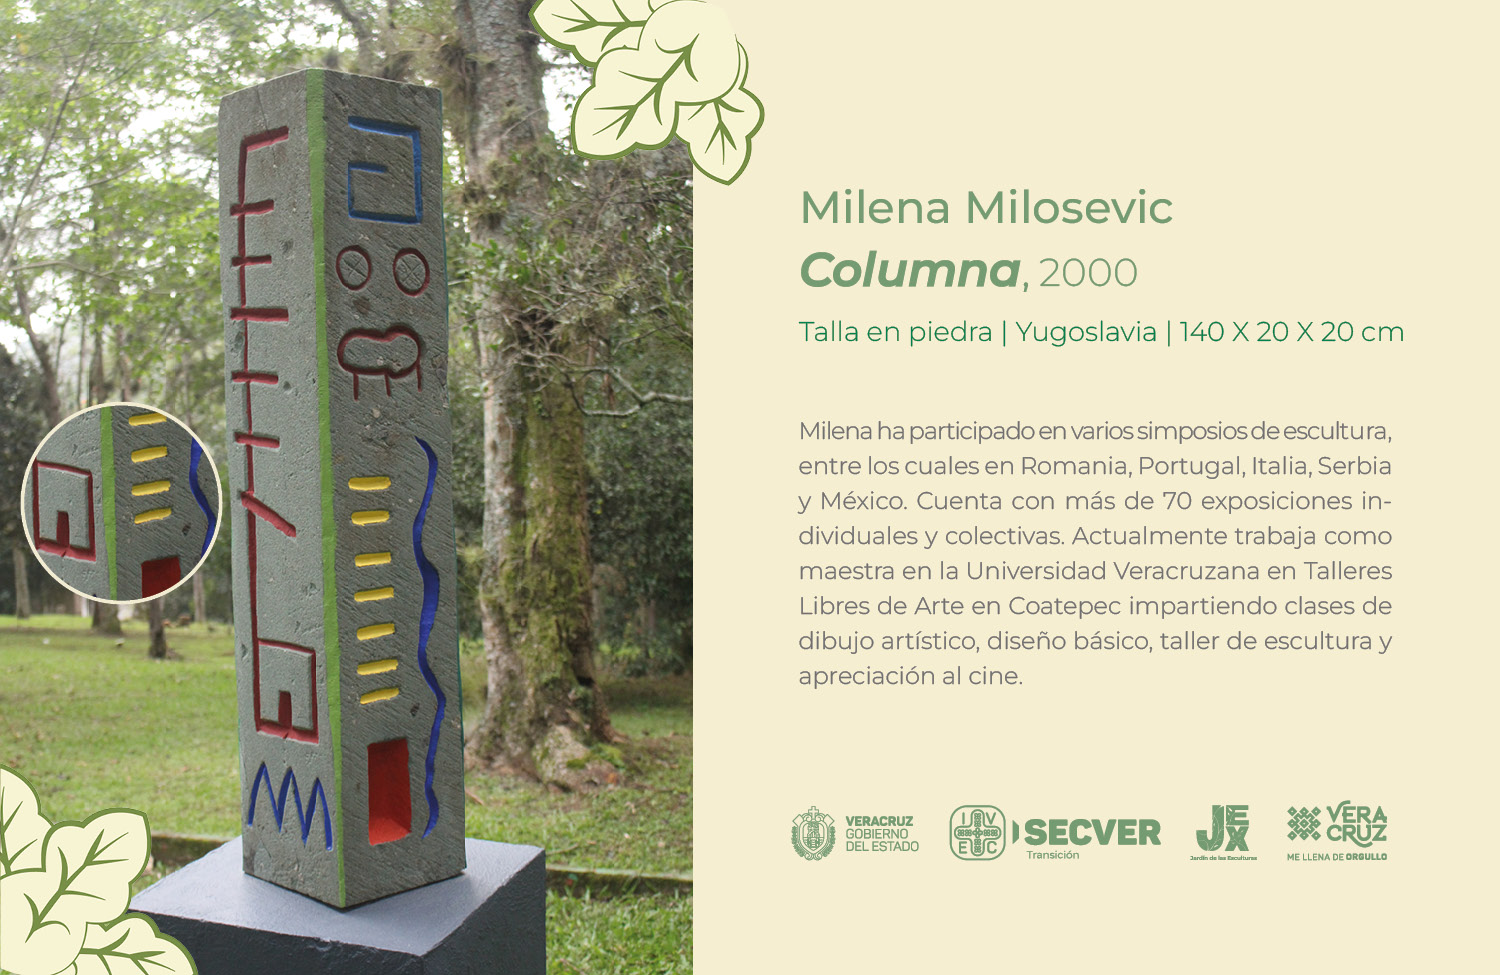 Milena Milosevic
Columna, 2000
Talla en piedra | Yugoslavia | 140 X 20 X 20 cm
Milena ha participado en varios simposios de escultura,
entre los cuales en Romania, Portugal, Italia, Serbia
y México. Cuenta con más de 70 exposiciones in-
dividuales y colectivas. Actualmente trabaja como
maestra en la Universidad Veracruzana en Talleres
Libres de Arte en Coatepec impartiendo clases de
dibujo artístico, diseño básico, taller de escultura y
apreciación al cine.
VERACRUZ
GOBIERNO
DEL ESTADO
I V
E C
SECVER
Transición
JEX
Jardín de las Esculturas
VERA
CRUZ
ME LLENA DE ORGULLO